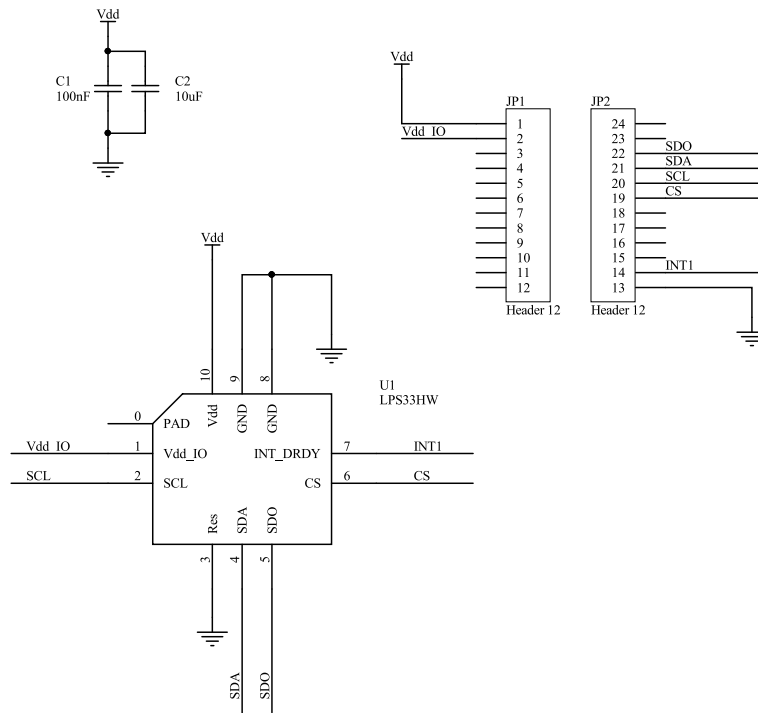 Vdd
C1
100nF
C2
10uF
Vdd
Vdd_IO
JP1
1
2
3
4
5
6
7
8
9
10
11
12
Header 12
JP2
24
23
22 SDO
21 SDA
20 SCL
19 CS
18
17
16
15
14 INT1
13
Header 12
Vdd
10
9
8
U1
LPS33HW
0
PAD
Vdd
GND
GND
Vdd_IO 1 Vdd_IO
INT_DRDY 7 INT1
SCL 2 SCL
CS 6 CS
Res
SDA
SDO
3
4
5
SDA
SDO